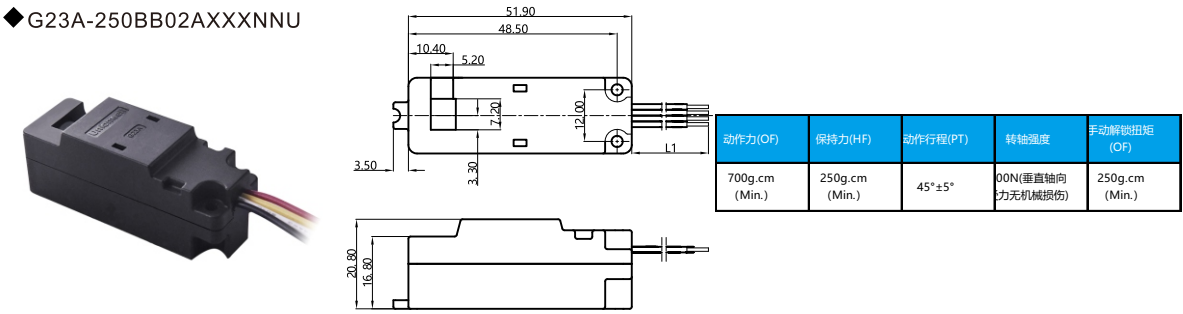 ◆G23A-250BB02AXXXNNU
51.90
48.50
10.40
5.20
7.20
12.00
3.50
3.30
L1
20.80
16.80
动作力(OF)
保持力(HF)
动作行程(PT)
转轴强度
手动解锁扭矩
(OF)
700g.cm
（Min.）
250g.cm
（Min.）
45°±5°
00N(垂直轴向
力无机械损伤)
250g.cm
（Min.）